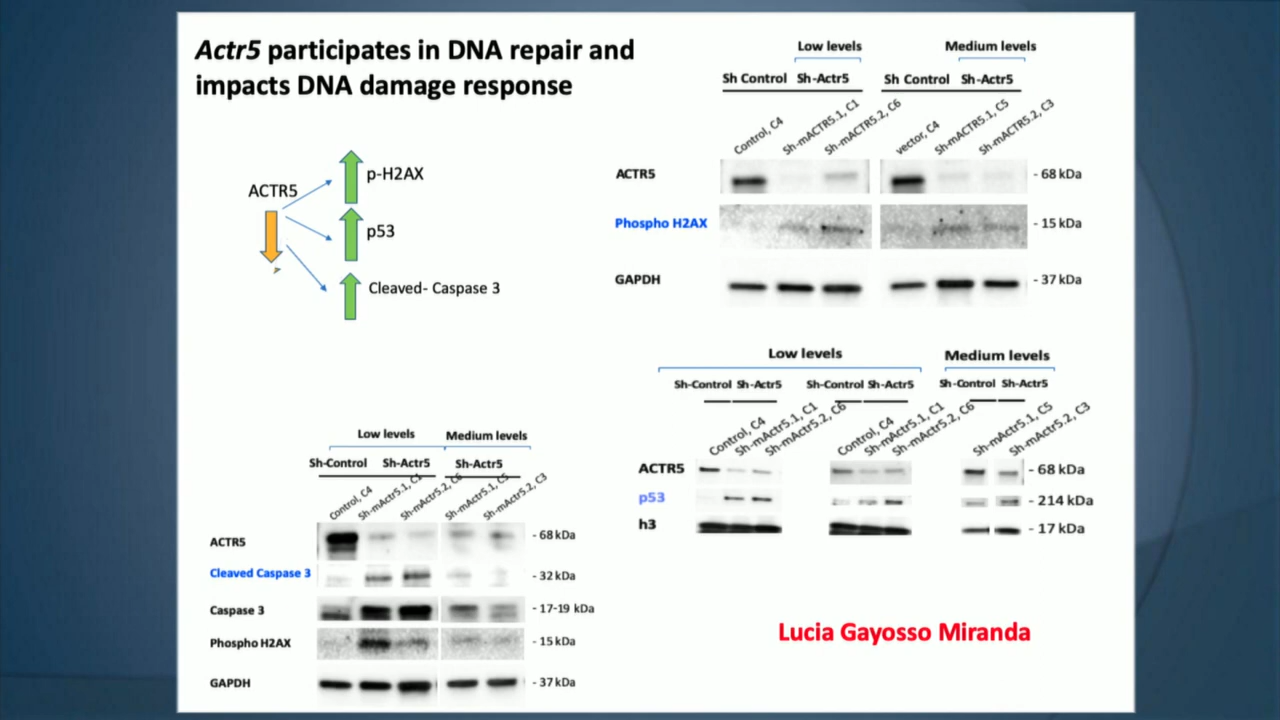 Actr5 participates in DNA repair and
impacts DNA damage response
ACTR5
p-H2AX
p53
Cleaved- Caspase 3
Low levels
Medium levels
Sh Control
Sh-Actr5
Sh Control
Sh-Actr5
Control, C4
Sh-mACTR5.1, C1
Sh-mACTR5.2, C6
vector, C4
Sh-mACTR5.1, C5
Sh-mACTR5.2, C3
ACTR5
- 68 kDa
Phospho H2AX
- 15 kDa
GAPDH
- 37 kDa
Low levels
Medium levels
Sh-Control
Sh-Actr5
Sh-Control
Sh-Actr5
Sh-Control
Sh-Actr5
Control, C4
Sh-mActr5.1, C1
Sh-mActr5.2, C6
Control, C4
Sh-mActr5.1, C1
Sh-mActr5.2, C6
Sh-mActr5.1, C5
Sh-mActr5.2, C3
ACTR5
- 68 kDa
p53
- 214 kDa
h3
- 17 kDa
Low levels
Medium levels
Sh-Control
Sh-Actr5
Sh-Actr5
Control, C4
Sh-mActr5.1, C1
Sh-mActr5.2, C6
Sh-mActr5.1, C5
Sh-mActr5.2, C3
ACTR5
- 68 kDa
Cleaved Caspase 3
- 32 kDa
Caspase 3
- 17-19 kDa
Phospho H2AX
- 15 kDa
GAPDH
- 37 kDa
Lucia Gayosso Miranda